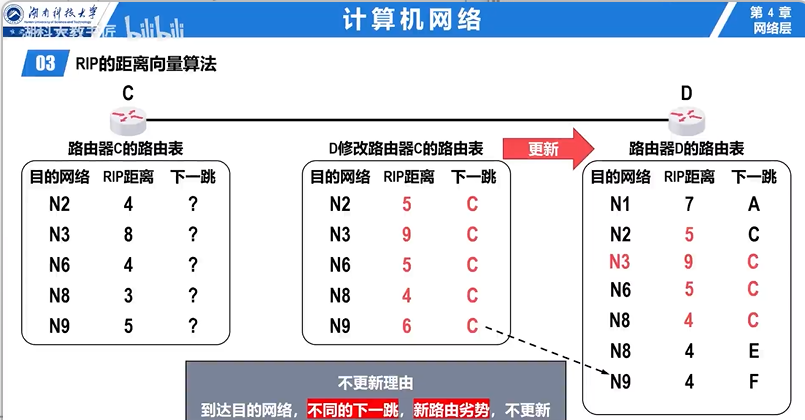 湖南科技大学
bilibili
计算机网络
第 4 章
网络层
03 RIP的距离向量算法
C
D
路由器C的路由表
D修改路由器C的路由表
更新
路由器D的路由表
目的网络 RIP距离 下一跳
N2 4 ?
N3 8 ?
N6 4 ?
N8 3 ?
N9 5 ?
目的网络 RIP距离 下一跳
N2 5 C
N3 9 C
N6 5 C
N8 4 C
N9 6 C
目的网络 RIP距离 下一跳
N1 7 A
N2 5 C
N3 9 C
N6 5 C
N8 4 C
N8 4 E
N9 4 F
不更新理由
到达目的网络，不同的下一跳，新路由劣势，不更新